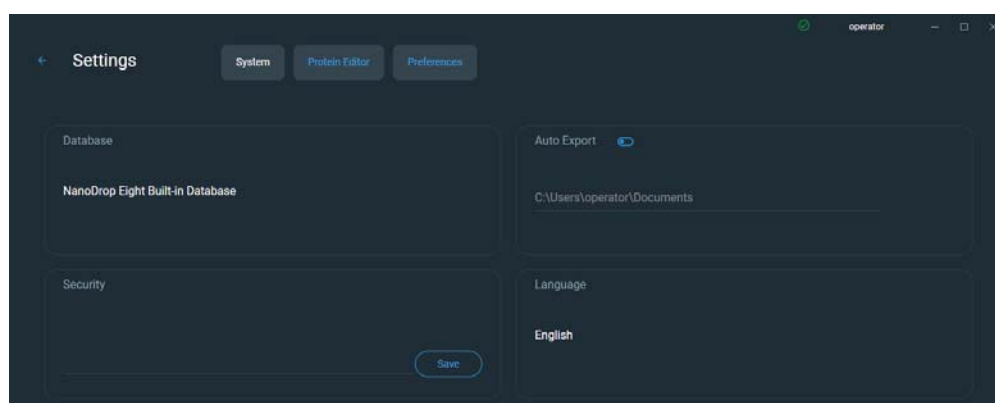 operator
Settings
System
Protein Editor
Preferences
Database
NanoDrop Eight Built-in Database
Auto Export
C:\Users\operator\Documents
Security
Save
Language
English